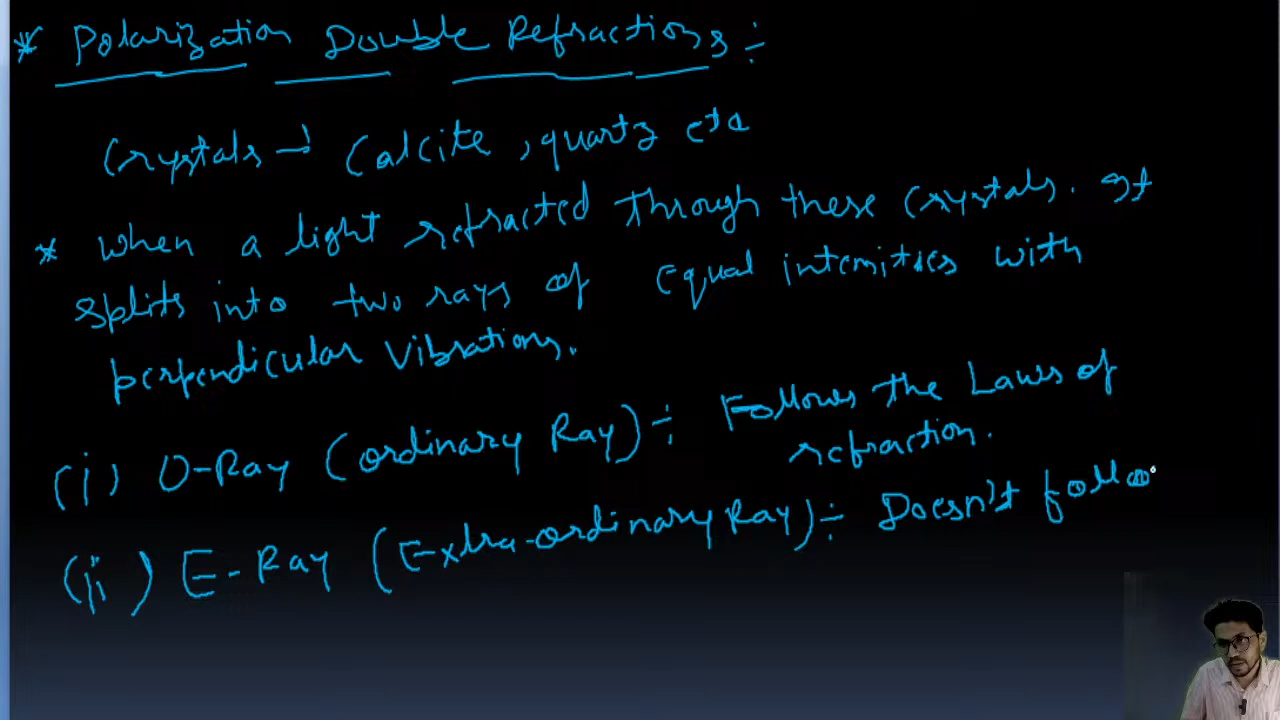 * Polarization Double Refractions :-
Crystals → Calcite, quartz etc
* When a light refracted through these crystals. It
splits into two rays of equal intensities with
perpendicular vibrations.
(i) O-Ray (ordinary Ray) :- Follows the Laws of
refraction.
(ii) E-Ray (Extra-ordinary Ray) :- Doesn't follo